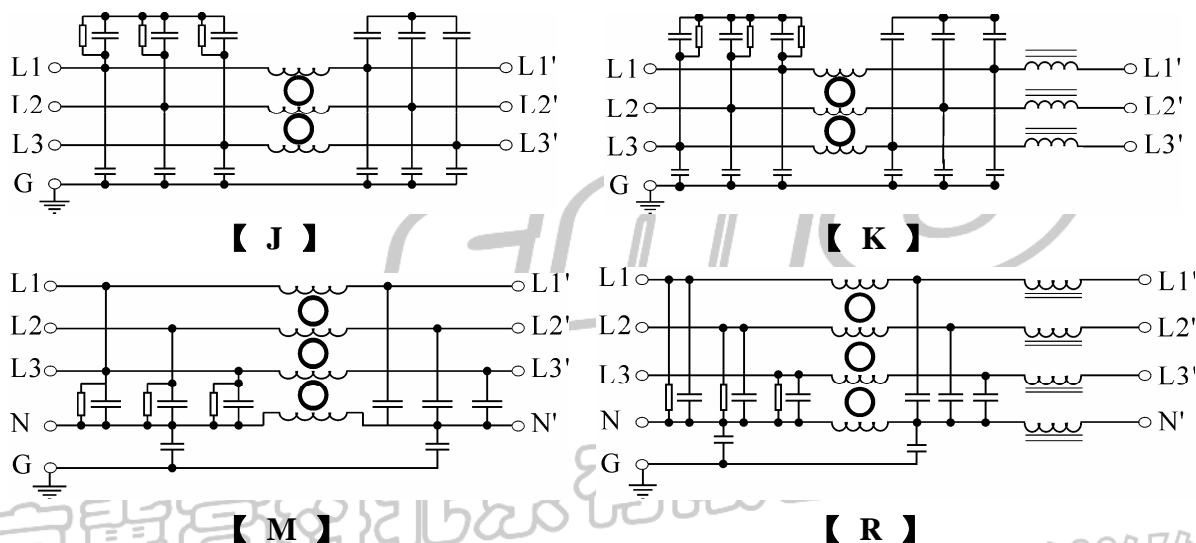 L1 L1'
L2 L2'
L3 L3'
G
【 J 】
L1 L1'
L2 L2'
L3 L3'
G
【 K 】
L1 L1'
L2 L2'
L3 L3'
N N'
G
【 M 】
L1 L1'
L2 L2'
L3 L3'
N N'
G
【 R 】